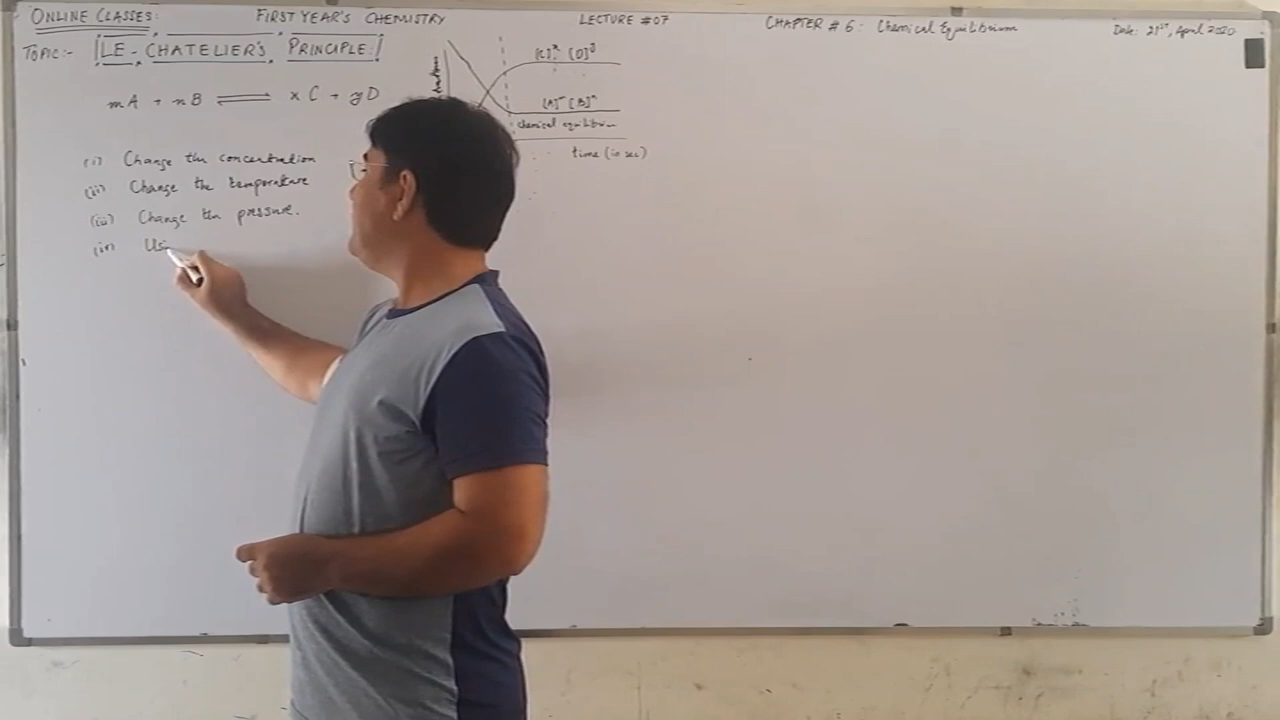 ONLINE CLASSES: FIRST YEAR'S CHEMISTRY LECTURE #07 CHAPTER # 6: Chemical Equilibrium Date: 21st, April 2020
TOPIC:- LE-CHATELIER'S PRINCIPLE:
mA + nB ⇌ xC + yD
(i) Change the concentration
(ii) Change the temperature
(iii) Change the pressure.
(iv) Usi
[C]x [D]y
[A]m [B]n
chemical equilibrium
time (in sec)